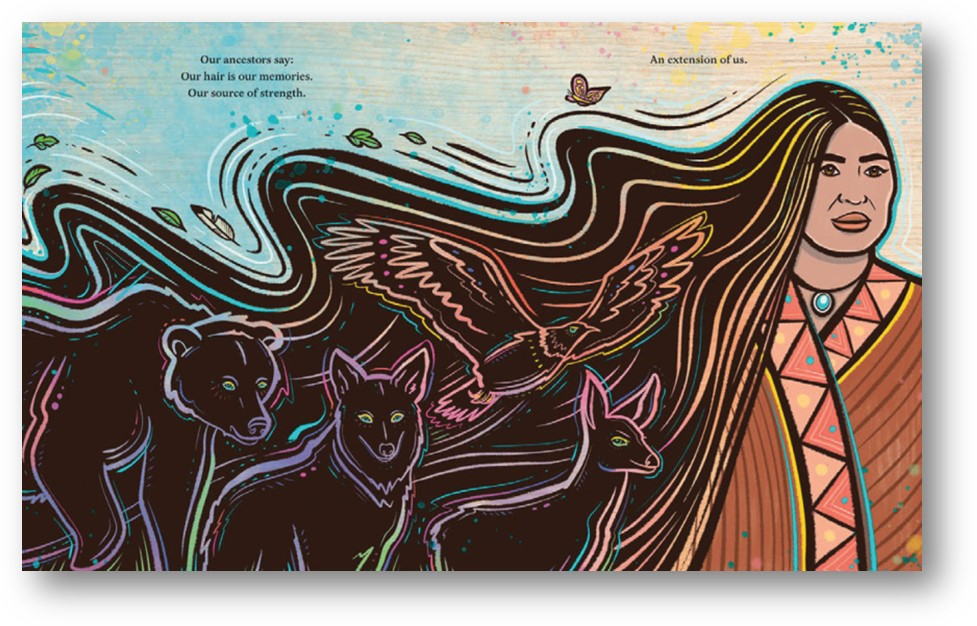 Our ancestors say:
Our hair is our memories.
Our source of strength.
An extension of us.